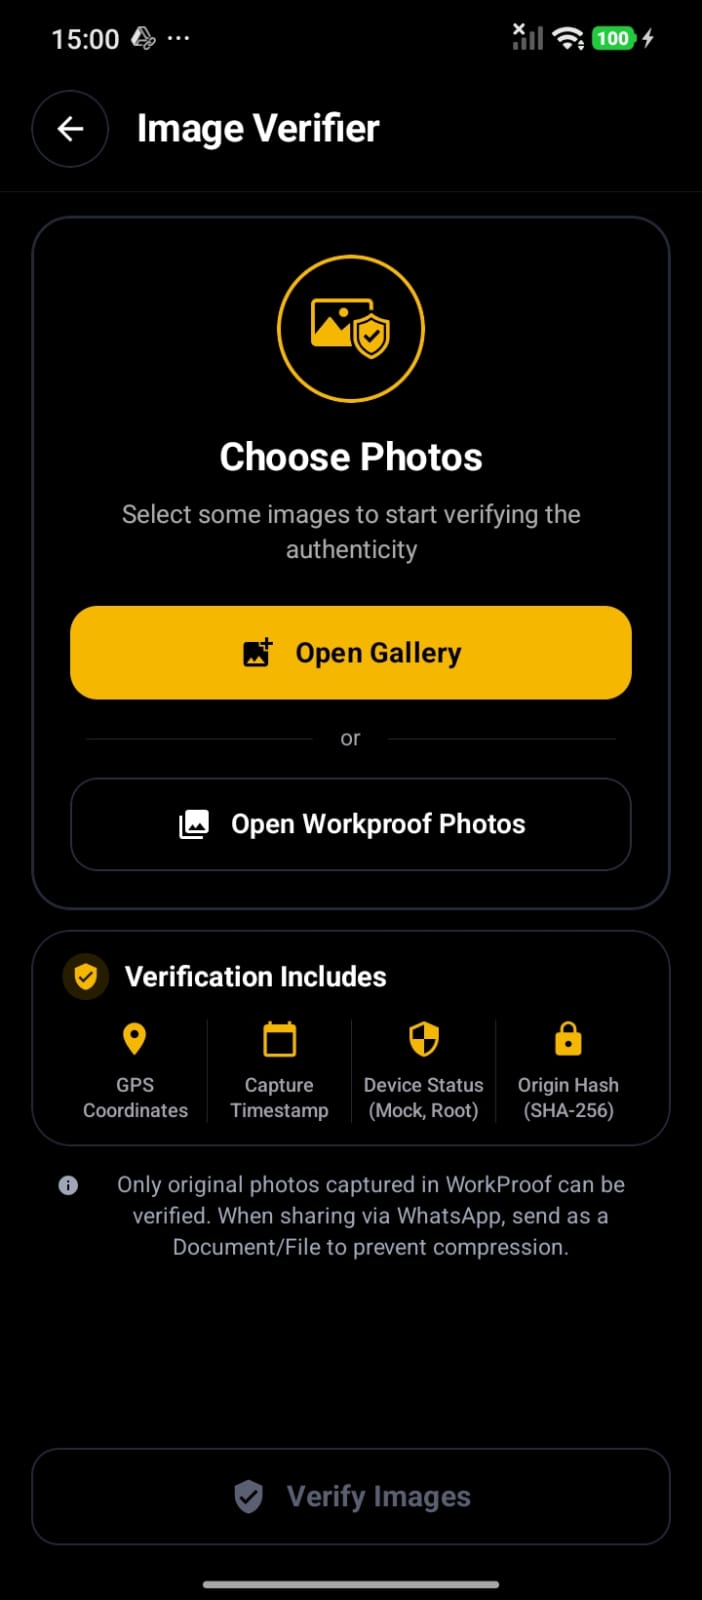 15:00
100
Image Verifier
Choose Photos
Select some images to start verifying the
authenticity
Open Gallery
or
Open Workproof Photos
Verification Includes
GPS
Coordinates
Capture
Timestamp
Device Status
(Mock, Root)
Origin Hash
(SHA-256)
Only original photos captured in WorkProof can be
verified. When sharing via WhatsApp, send as a
Document/File to prevent compression.
Verify Images